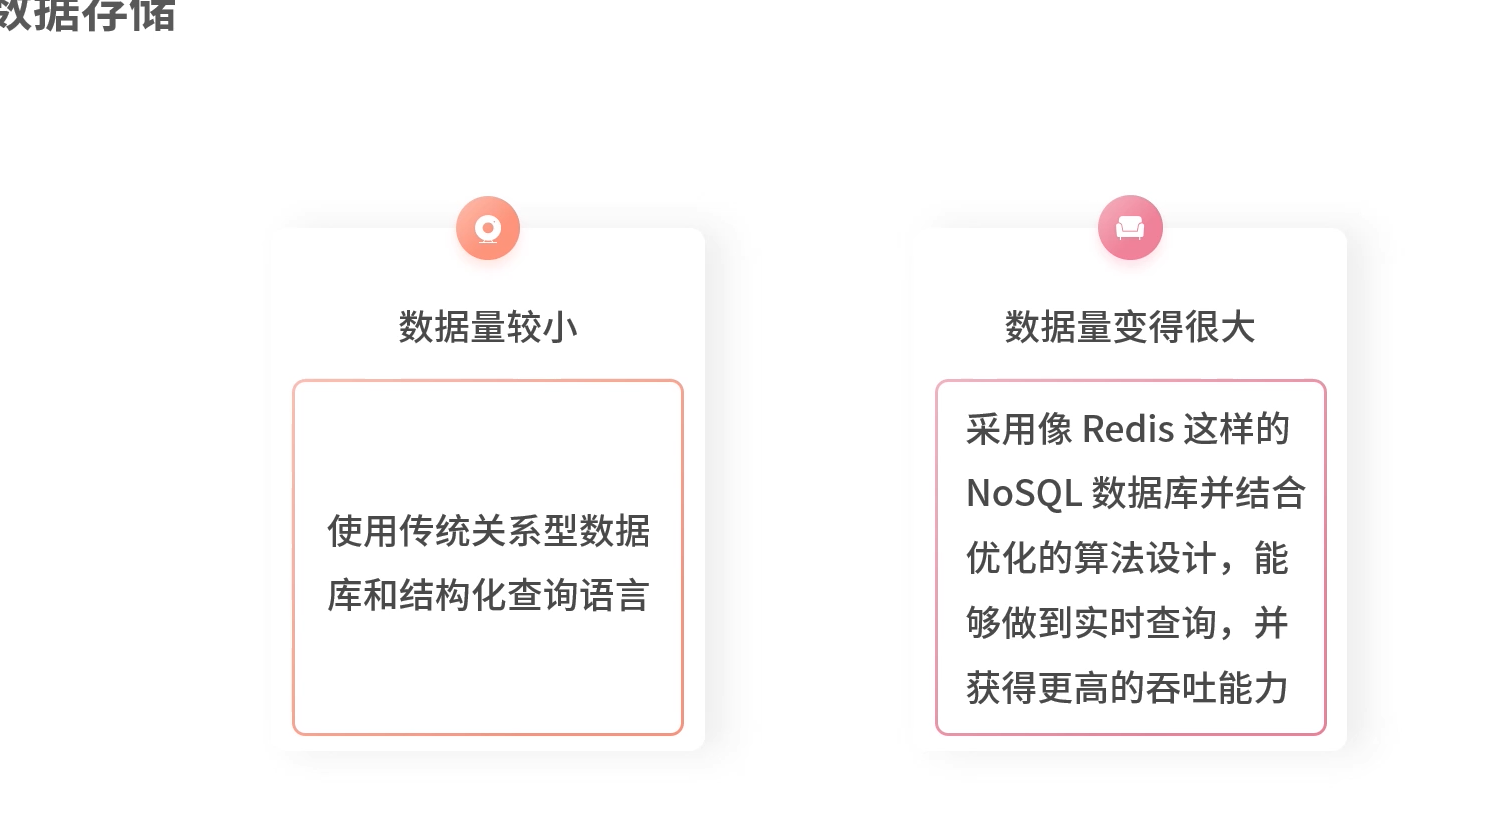 数据存储
数据量较小
使用传统关系型数据
库和结构化查询语言
数据量变得很大
采用像 Redis 这样的
NoSQL 数据库并结合
优化的算法设计，能
够做到实时查询，并
获得更高的吞吐能力